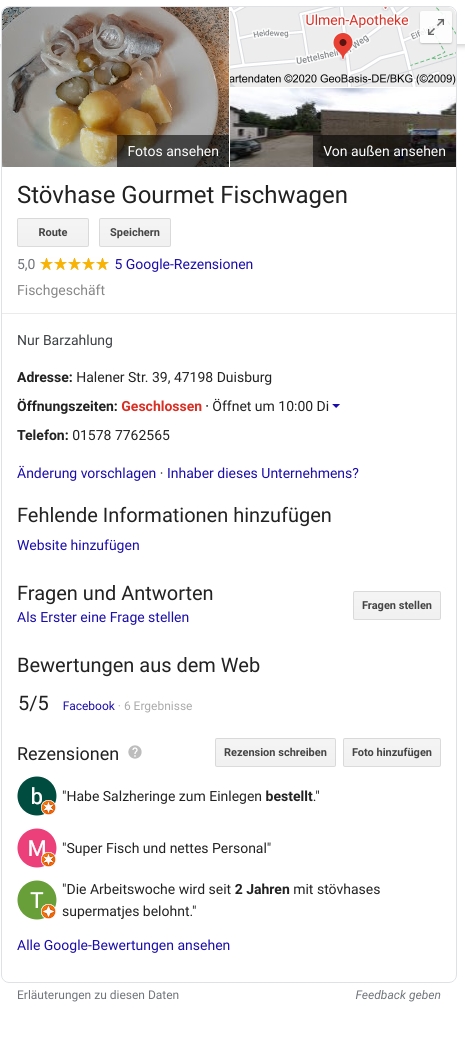 Ulmen-Apotheke
Heideweg
Uettelsheimer Weg
artendaten ©2020 GeoBasis-DE/BKG (©2009)
Fotos ansehen
Von außen ansehen
Stövhase Gourmet Fischwagen
Route
Speichern
5,0 ★★★★★ 5 Google-Rezensionen
Fischgeschäft
Nur Barzahlung
Adresse: Halener Str. 39, 47198 Duisburg
Öffnungszeiten: Geschlossen · Öffnet um 10:00 Di
Telefon: 01578 7762565
Änderung vorschlagen · Inhaber dieses Unternehmens?
Fehlende Informationen hinzufügen
Website hinzufügen
Fragen und Antworten
Als Erster eine Frage stellen
Fragen stellen
Bewertungen aus dem Web
5/5 Facebook · 6 Ergebnisse
Rezensionen ?
Rezension schreiben
Foto hinzufügen
b
"Habe Salzheringe zum Einlegen bestellt."
M
"Super Fisch und nettes Personal"
T
"Die Arbeitswoche wird seit 2 Jahren mit stövhases
supermatjes belohnt."
Alle Google-Bewertungen ansehen
Erläuterungen zu diesen Daten
Feedback geben